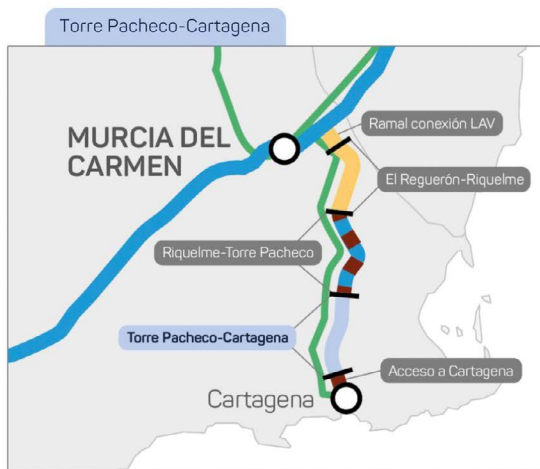 Torre Pacheco-Cartagena
MURCIA DEL
CARMEN
Ramal conexión LAV
El Reguerón-Riquelme
Riquelme-Torre Pacheco
Torre Pacheco-Cartagena
Acceso a Cartagena
Cartagena